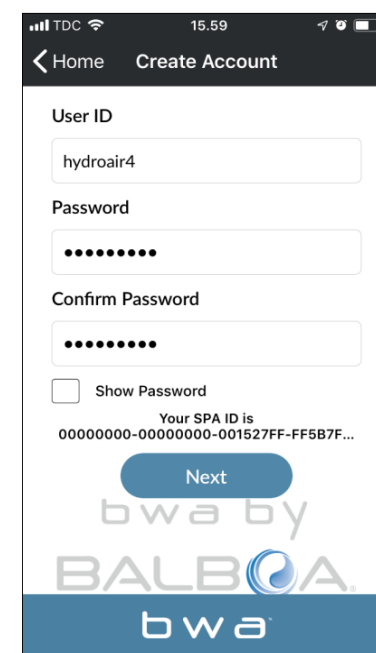 TDC 15.59
Home Create Account
User ID
hydroair4
Password
•••••••••
Confirm Password
•••••••••
Show Password
Your SPA ID is
00000000-00000000-001527FF-FF5B7F...
Next
bwa by
BALBOA®
bwa